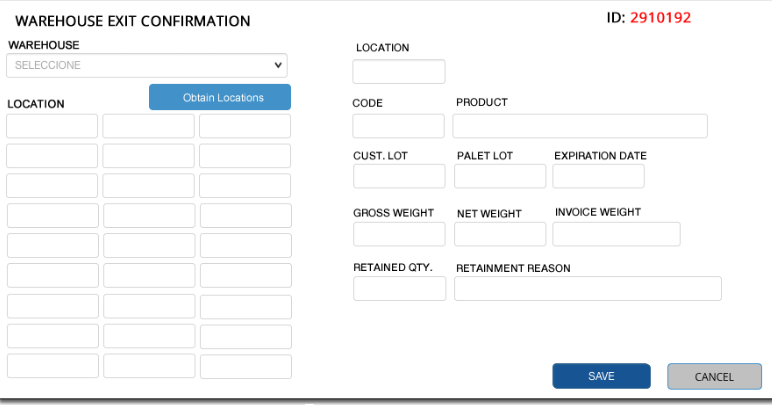 WAREHOUSE EXIT CONFIRMATION
ID: 2910192
WAREHOUSE
SELECCIONE
Obtain Locations
LOCATION
LOCATION
CODE PRODUCT
CUST. LOT PALET LOT EXPIRATION DATE
GROSS WEIGHT NET WEIGHT INVOICE WEIGHT
RETAINED QTY. RETAINMENT REASON
SAVE CANCEL